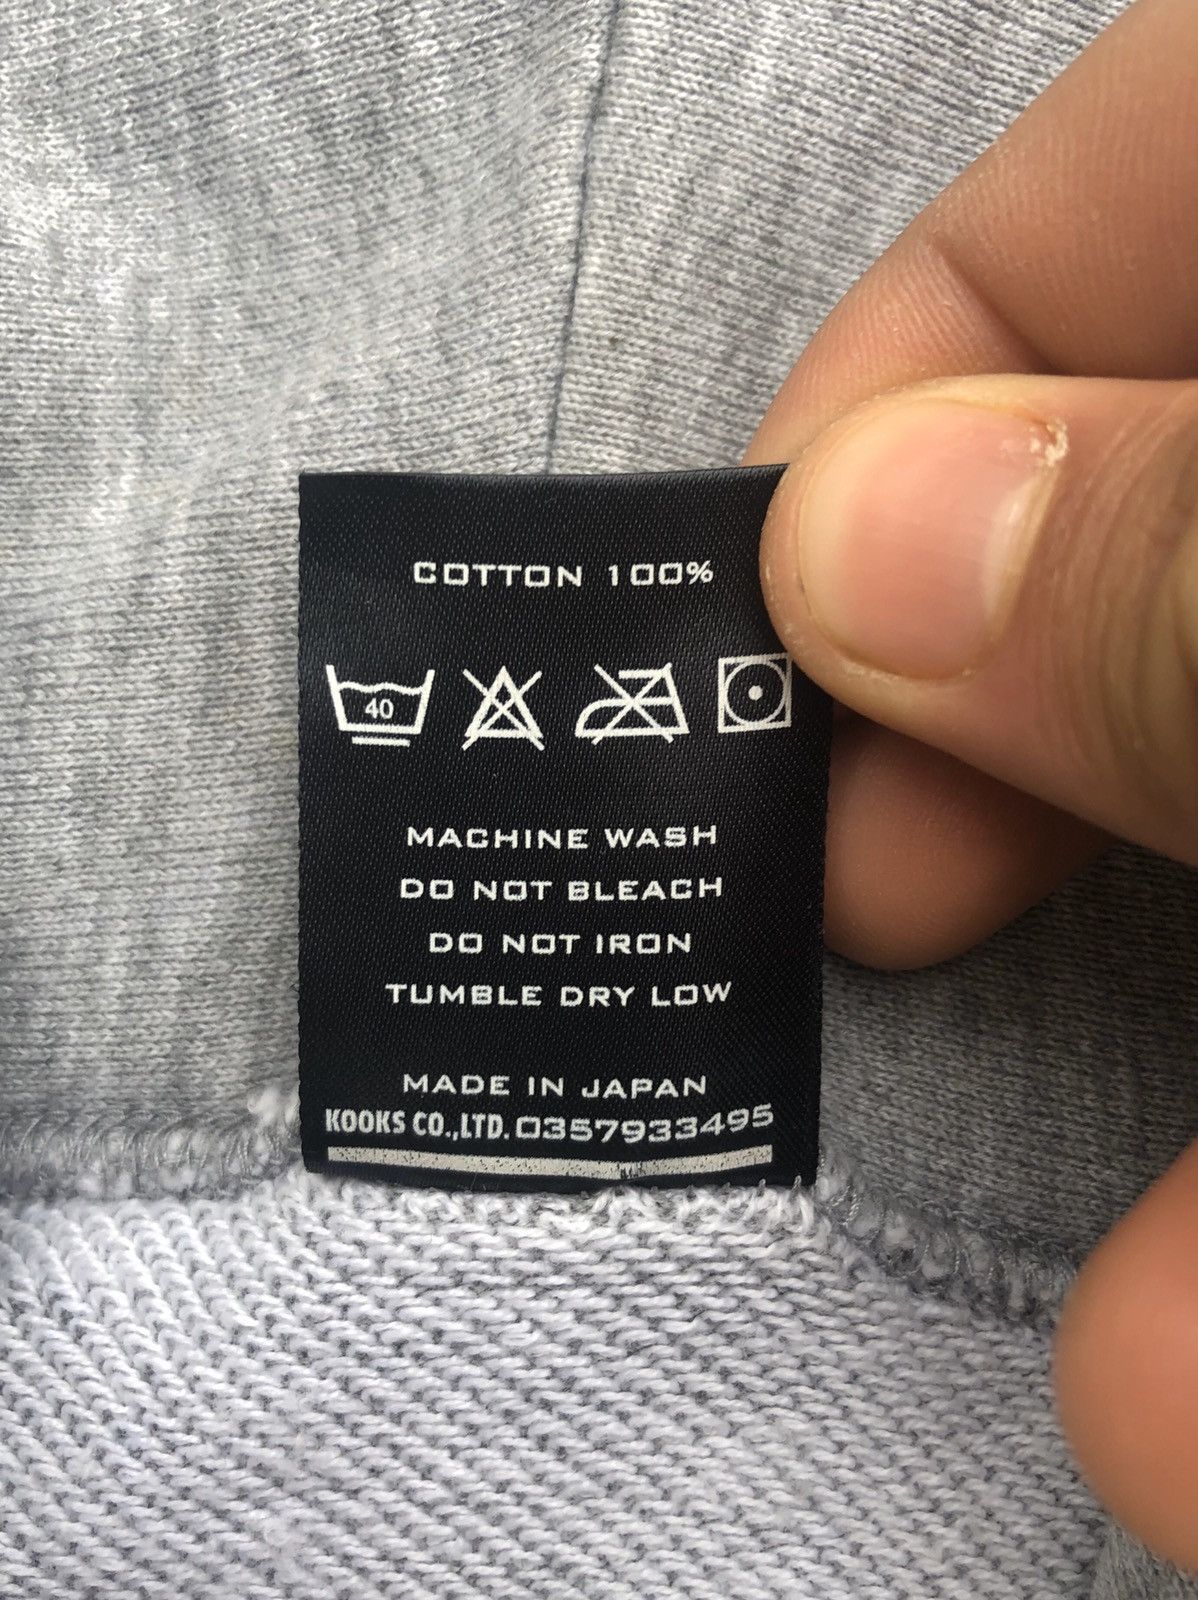 COTTON 100%
40
MACHINE WASH
DO NOT BLEACH
DO NOT IRON
TUMBLE DRY LOW
MADE IN JAPAN
KOOKS CO.,LTD. 0357933495